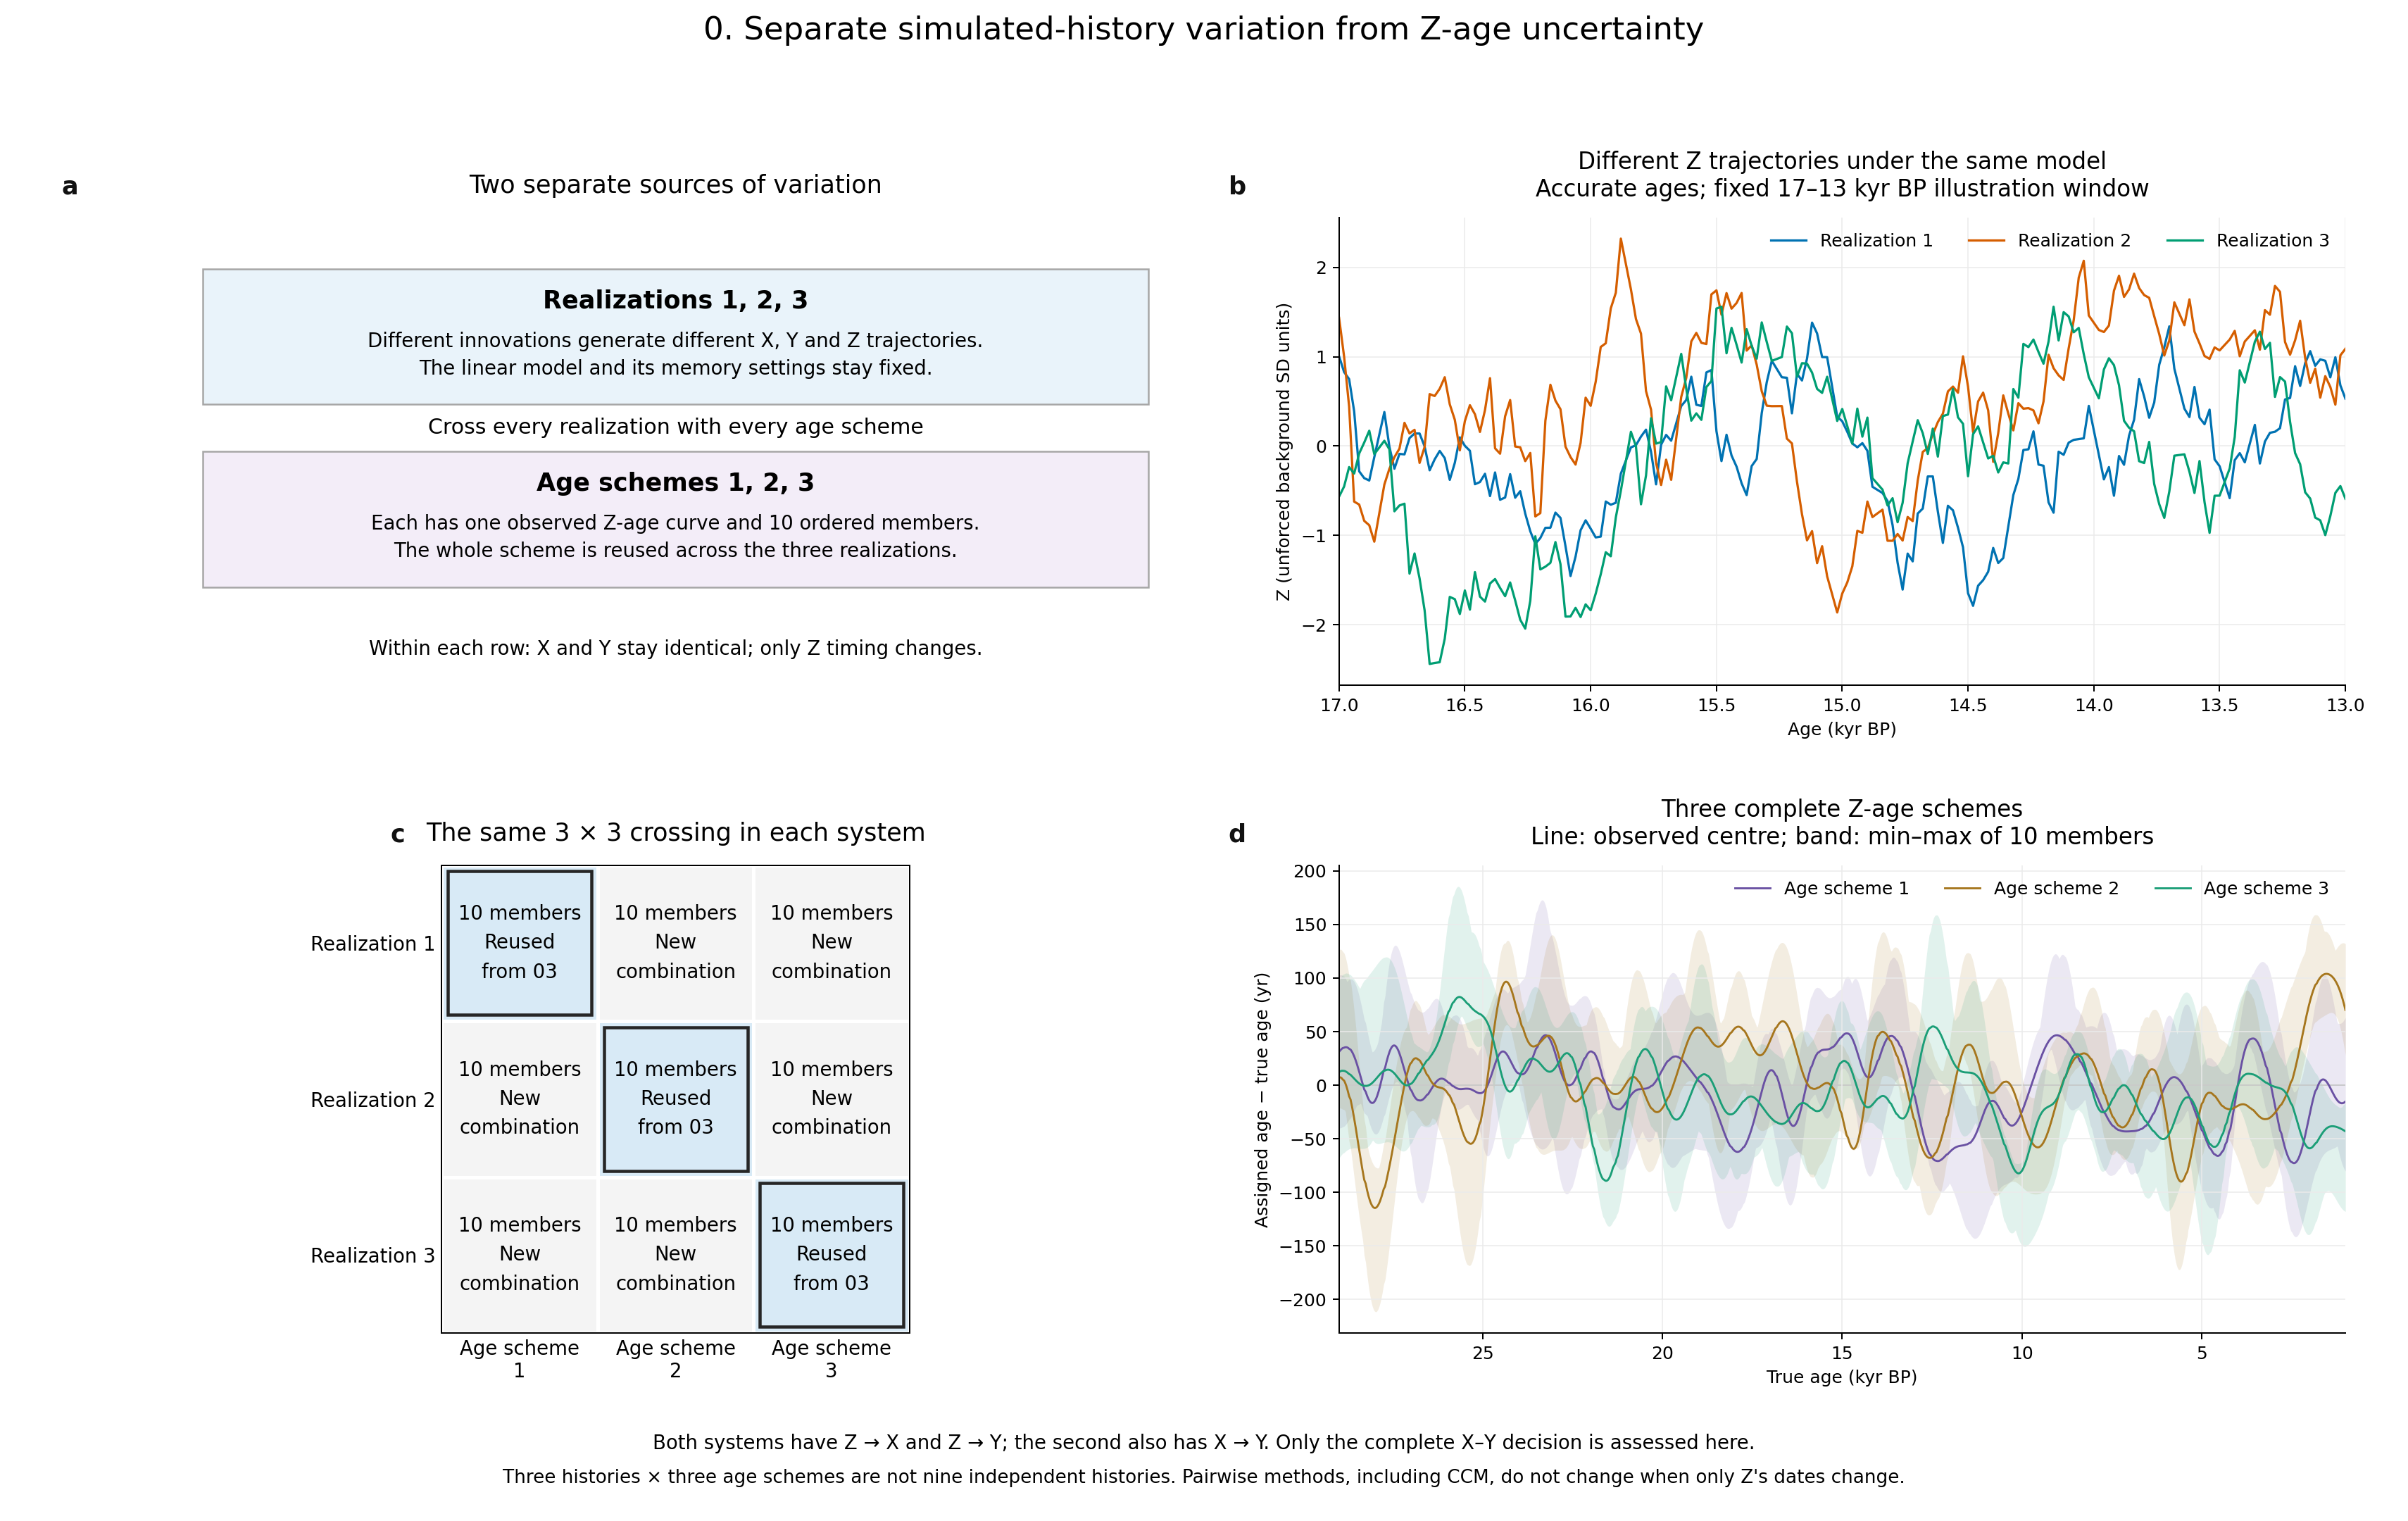 0. Separate simulated-history variation from Z-age uncertainty
a
Two separate sources of variation
Realizations 1, 2, 3
Different innovations generate different X, Y and Z trajectories.
The linear model and its memory settings stay fixed.
Cross every realization with every age scheme
Age schemes 1, 2, 3
Each has one observed Z-age curve and 10 ordered members.
The whole scheme is reused across the three realizations.
Within each row: X and Y stay identical; only Z timing changes.
b
Different Z trajectories under the same model
Accurate ages; fixed 17–13 kyr BP illustration window
Realization 1
Realization 2
Realization 3
Z (unforced background SD units)
2
1
0
−1
−2
17.0
16.5
16.0
15.5
15.0
14.5
14.0
13.5
13.0
Age (kyr BP)
c
The same 3 × 3 crossing in each system
Realization 1
10 members
Reused
from 03
10 members
New
combination
10 members
New
combination
Realization 2
10 members
New
combination
10 members
Reused
from 03
10 members
New
combination
Realization 3
10 members
New
combination
10 members
New
combination
10 members
Reused
from 03
Age scheme
1
Age scheme
2
Age scheme
3
d
Three complete Z-age schemes
Line: observed centre; band: min–max of 10 members
Age scheme 1
Age scheme 2
Age scheme 3
Assigned age − true age (yr)
200
150
100
50
0
−50
−100
−150
−200
25
20
15
10
5
True age (kyr BP)
Both systems have Z → X and Z → Y; the second also has X → Y. Only the complete X–Y decision is assessed here.
Three histories × three age schemes are not nine independent histories. Pairwise methods, including CCM, do not change when only Z's dates change.